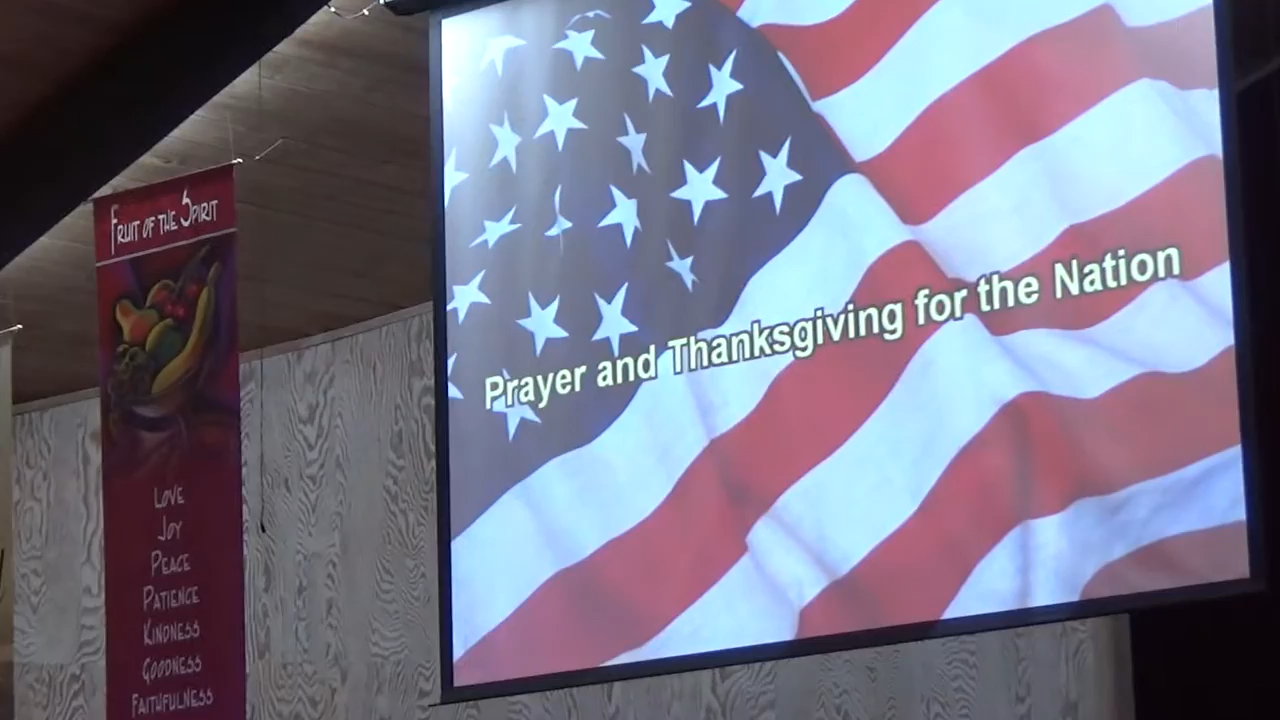 FRUIT OF THE SPIRIT
LOVE
JOY
PEACE
PATIENCE
KINDNESS
GOODNESS
FAITHFULNESS
Prayer and Thanksgiving for the Nation